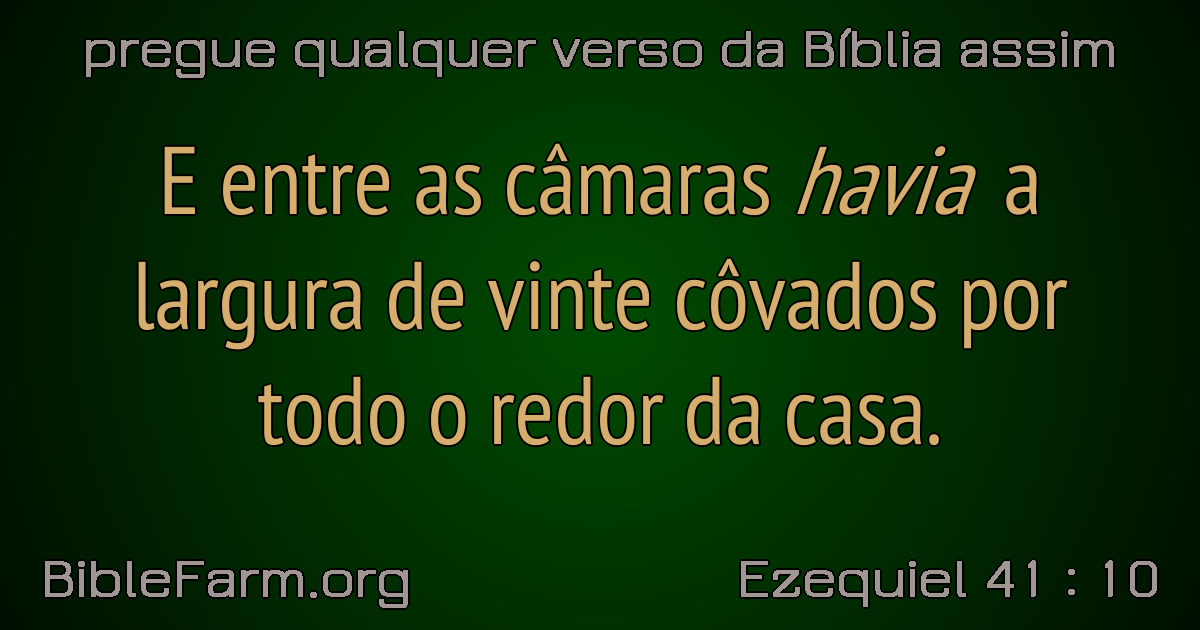 pregue qualquer verso da Bíblia assim
E entre as câmaras havia a
largura de vinte côvados por
todo o redor da casa.
BibleFarm.org
Ezequiel 41 : 10